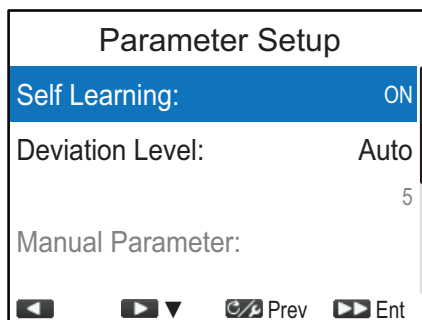 Parameter Setup
Self Learning: ON
Deviation Level: Auto
5
Manual Parameter:
Prev Ent